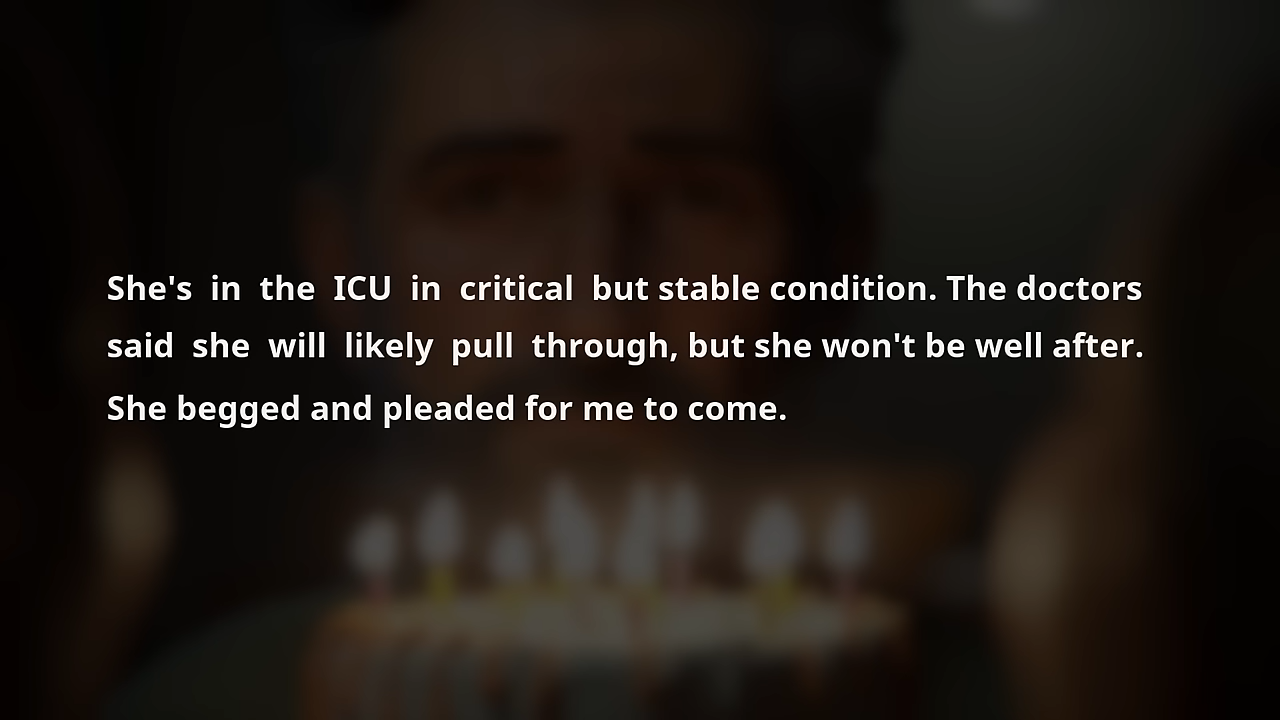 She's in the ICU in critical but stable condition. The doctors
said she will likely pull through, but she won't be well after.
She begged and pleaded for me to come.